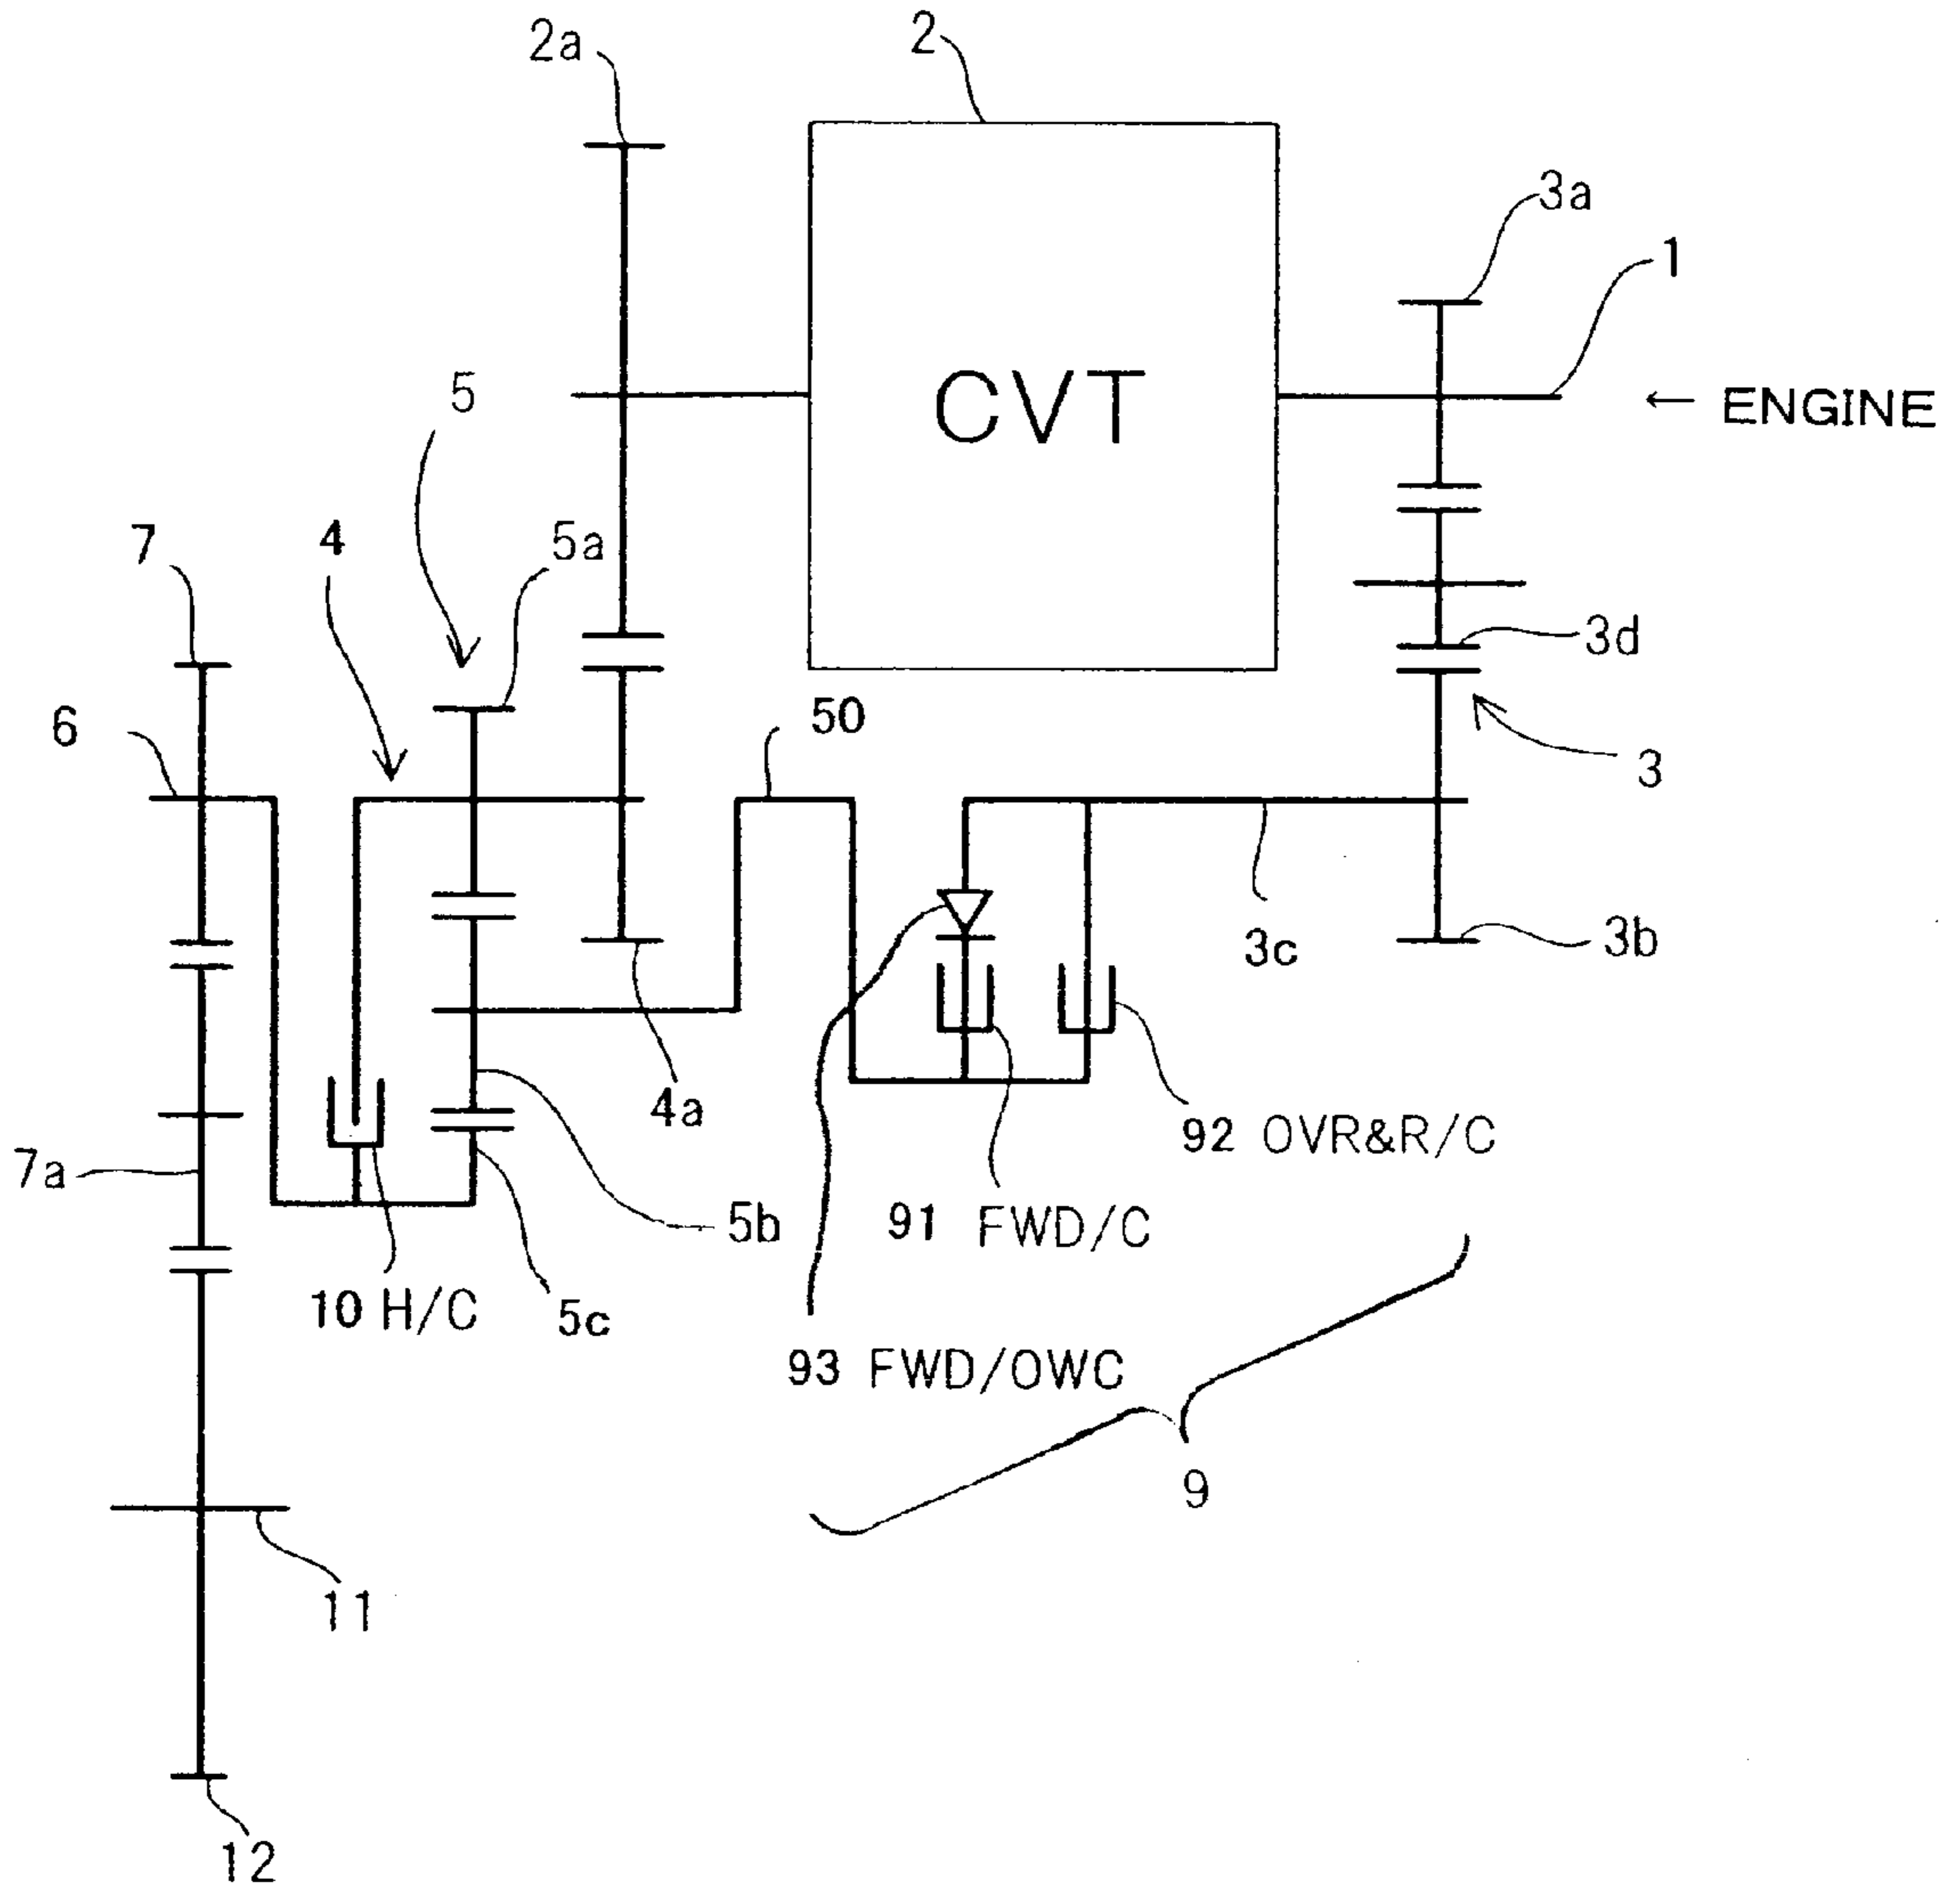 2a
2
3a
1
CVT
← ENGINE
5
7
4
5a
3d
6
50
3
3c
3b
4a
92 OVR&R/C
7a
5b
91 FWD/C
10 H/C
5c
93 FWD/OWC
9
11
12